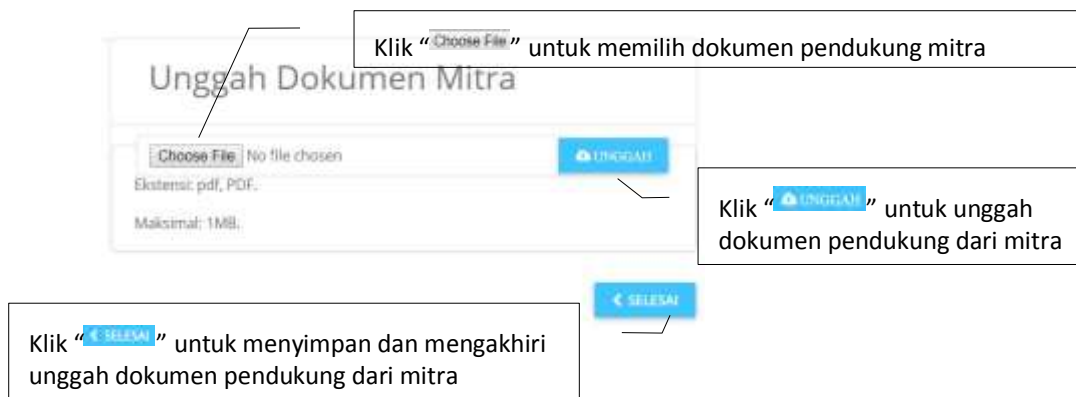 Klik “Choose File” untuk memilih dokumen pendukung mitra
Unggah Dokumen Mitra
Choose File No file chosen
UNGGAH
Ekstensi: pdf, PDF.
Maksimal: 1MB.
Klik “UNGGAH” untuk unggah
dokumen pendukung dari mitra
SELESAI
Klik “SELESAI” untuk menyimpan dan mengakhiri
unggah dokumen pendukung dari mitra